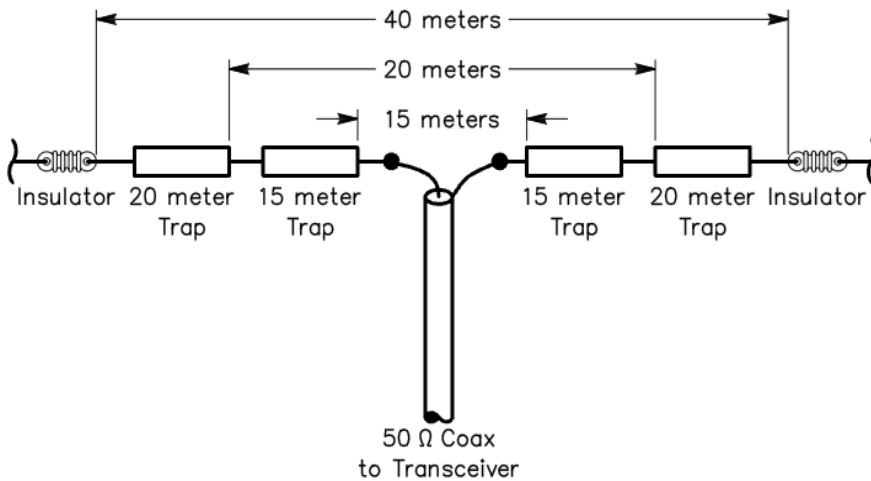 40 meters
20 meters
15 meters
Insulator
20 meter
Trap
15 meter
Trap
15 meter
Trap
20 meter
Trap
Insulator
50 Ω Coax
to Transceiver